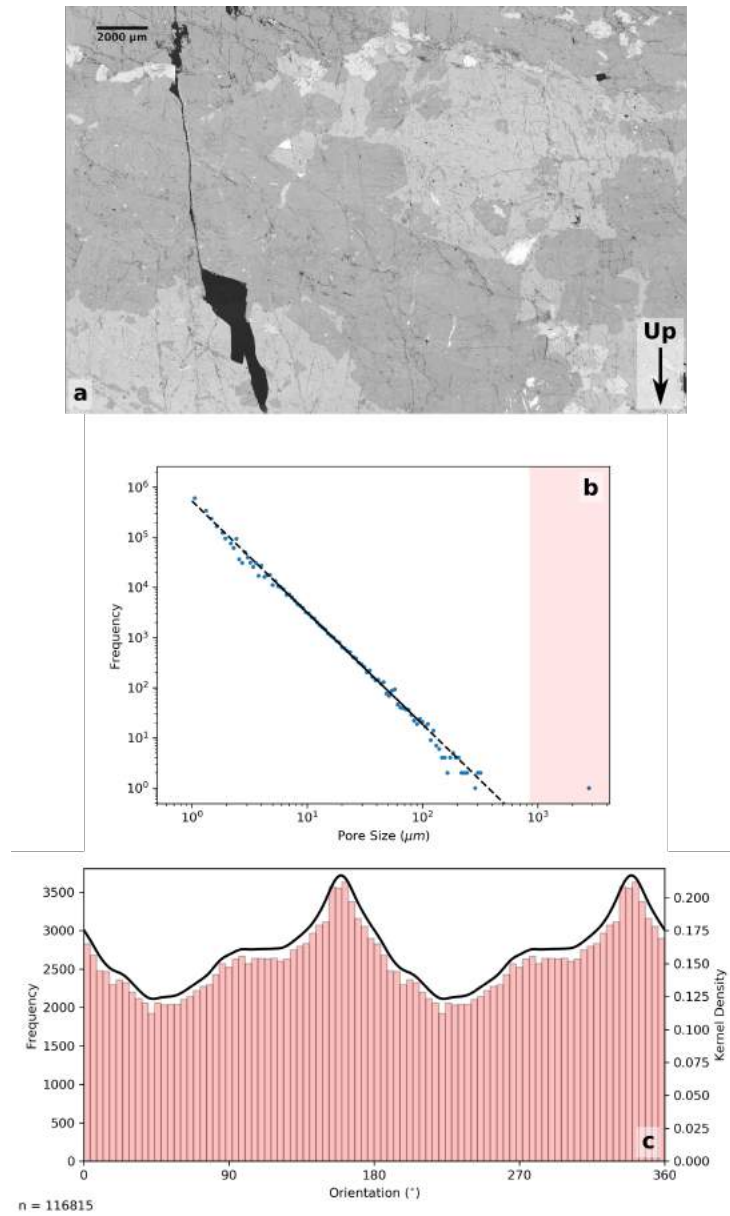 2000 µm
Up
a
b
10⁶
10⁵
10⁴
10³
10²
10¹
10⁰
Frequency
10⁰ 10¹ 10² 10³
Pore Size (µm)
3500
3000
2500
2000
1500
1000
500
0
Frequency
0.200
0.175
0.150
0.125
0.100
0.075
0.050
0.025
0.000
Kernel Density
c
0 90 180 270 360
Orientation (°)
n = 116815